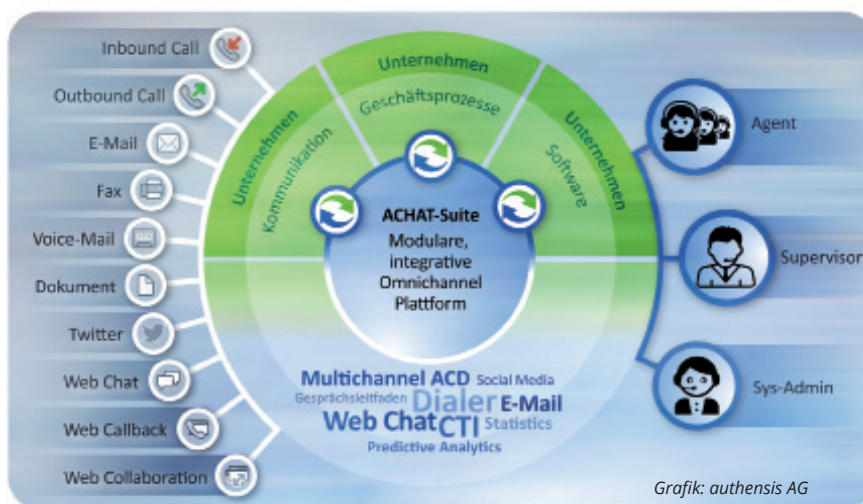 Inbound Call
Outbound Call
E-Mail
Fax
Voice-Mail
Dokument
Twitter
Web Chat
Web Callback
Web Collaboration
Unternehmen
Kommunikation
Unternehmen
Geschäftsprozesse
Unternehmen
Software
ACHAT-Suite
Modulare,
integrative
Omnichannel
Plattform
Multichannel ACD Social Media
Gesprächsleitfaden Dialer E-Mail
Web Chat CTI Statistics
Predictive Analytics
Agent
Supervisor
Sys-Admin
Grafik: authensis AG